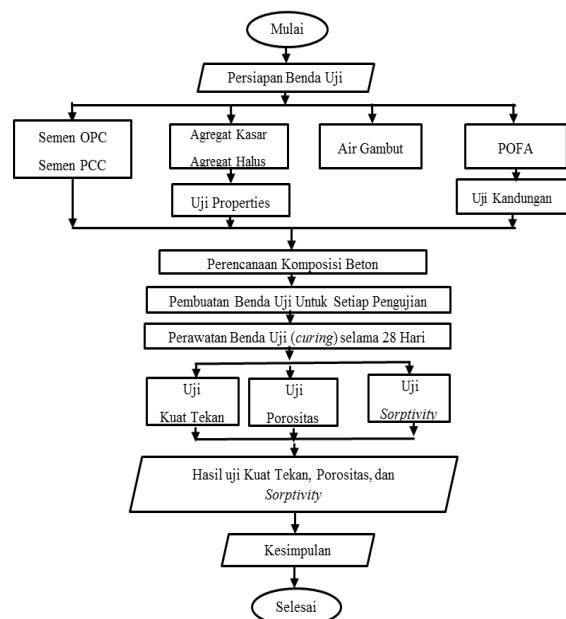 Mulai
Persiapan Benda Uji
Semen OPC
Semen PCC
Agregat Kasar
Agregat Halus
Air Gambut
POFA
Uji Properties
Uji Kandungan
Perencanaan Komposisi Beton
Pembuatan Benda Uji Untuk Setiap Pengujian
Perawatan Benda Uji (curing) selama 28 Hari
Uji
Kuat Tekan
Uji
Porositas
Uji
Sorptivity
Hasil uji Kuat Tekan, Porositas, dan
Sorptivity
Kesimpulan
Selesai